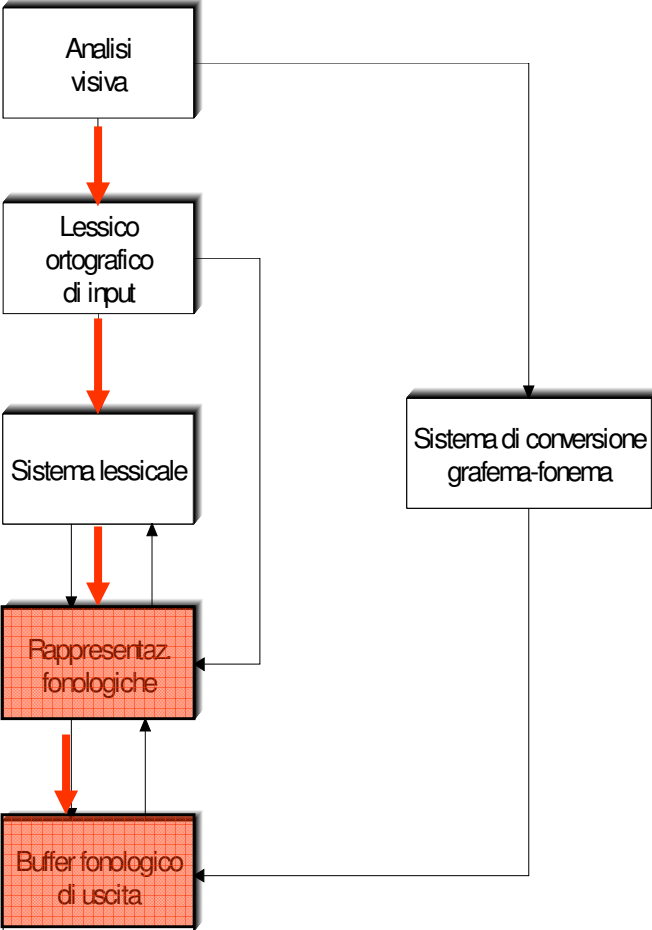 Analisi
visiva
Lessico
ortografico
di input
Sistema lessicale
Sistema di conversione
grafema-fonema
Rappresentaz.
fonologiche
Buffer fonologico
di uscita